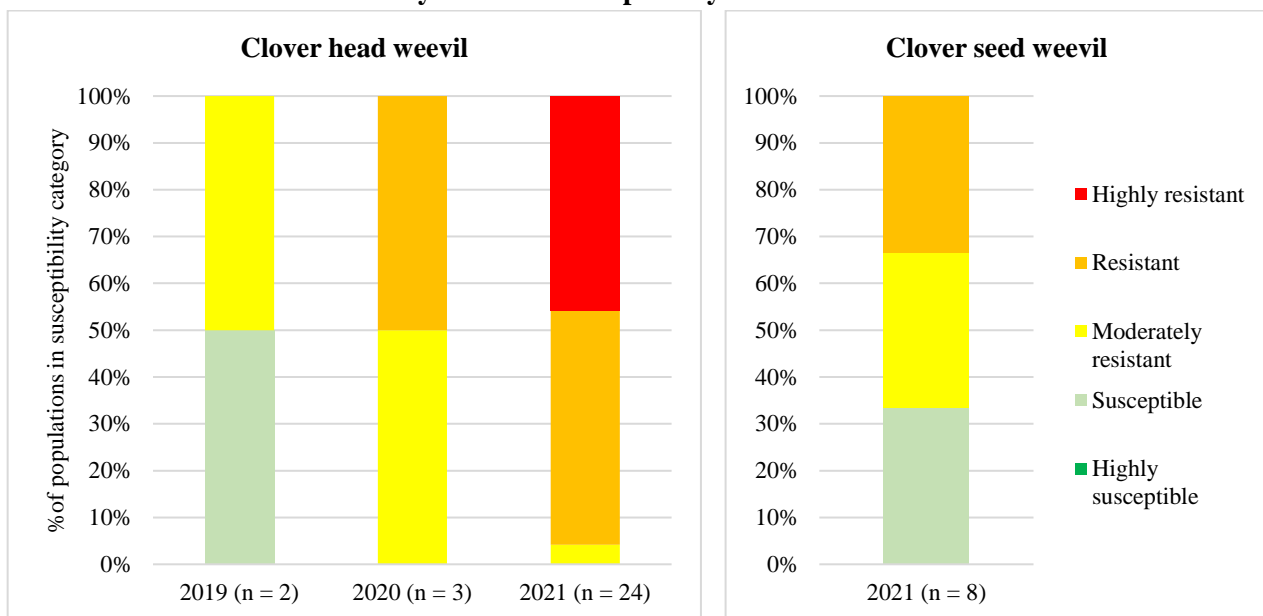 Clover head weevil
%of populations in susceptibility category
100%
90%
80%
70%
60%
50%
40%
30%
20%
10%
0%
2019 (n = 2)
2020 (n = 3)
2021 (n = 24)
Clover seed weevil
100%
90%
80%
70%
60%
50%
40%
30%
20%
10%
0%
2021 (n = 8)
Highly resistant
Resistant
Moderately
resistant
Susceptible
Highly
susceptible